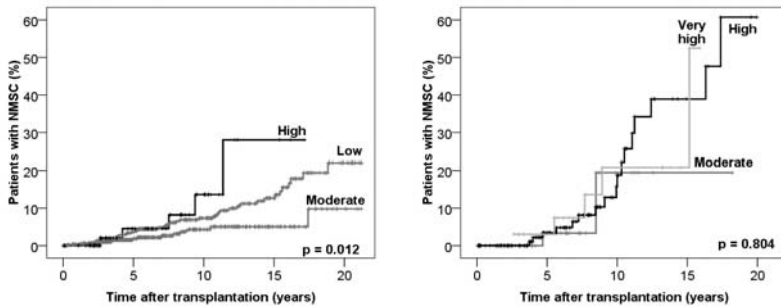 Patients with NMSC (%)
60
50
40
30
20
10
0
High
Low
Moderate
p = 0.012
0 5 10 15 20
Time after transplantation (years)
Patients with NMSC (%)
60
50
40
30
20
10
0
Very
high
High
Moderate
p = 0.804
0 5 10 15 20
Time after transplantation (years)